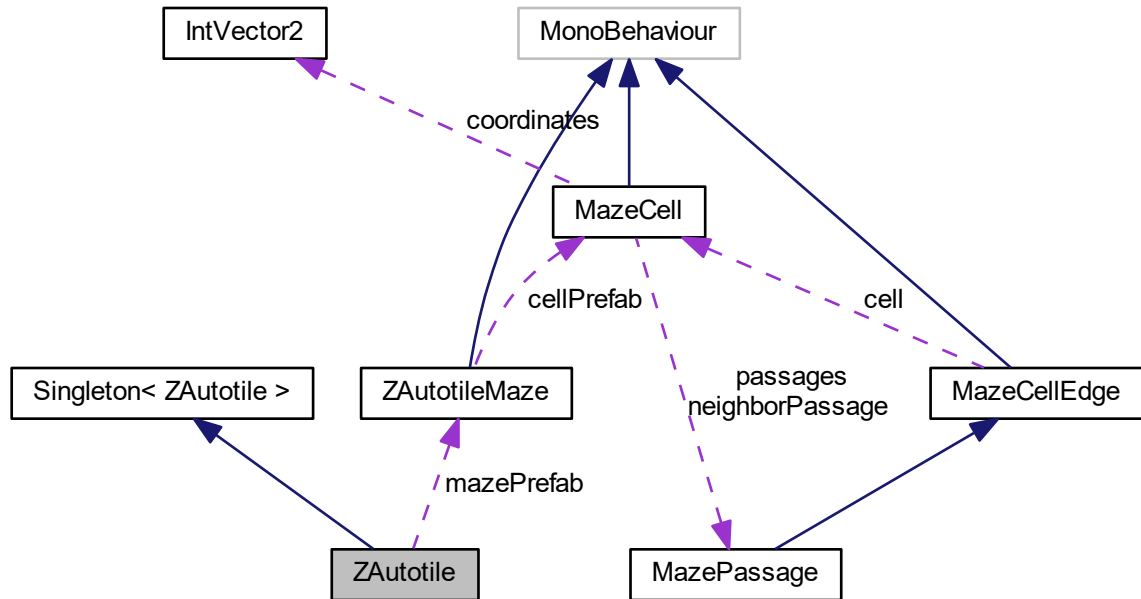 IntVector2
MonoBehaviour
coordinates
MazeCell
cellPrefab
cell
Singleton< ZAutotile >
ZAutotileMaze
passages
neighborPassage
MazeCellEdge
mazePrefab
ZAutotile
MazePassage